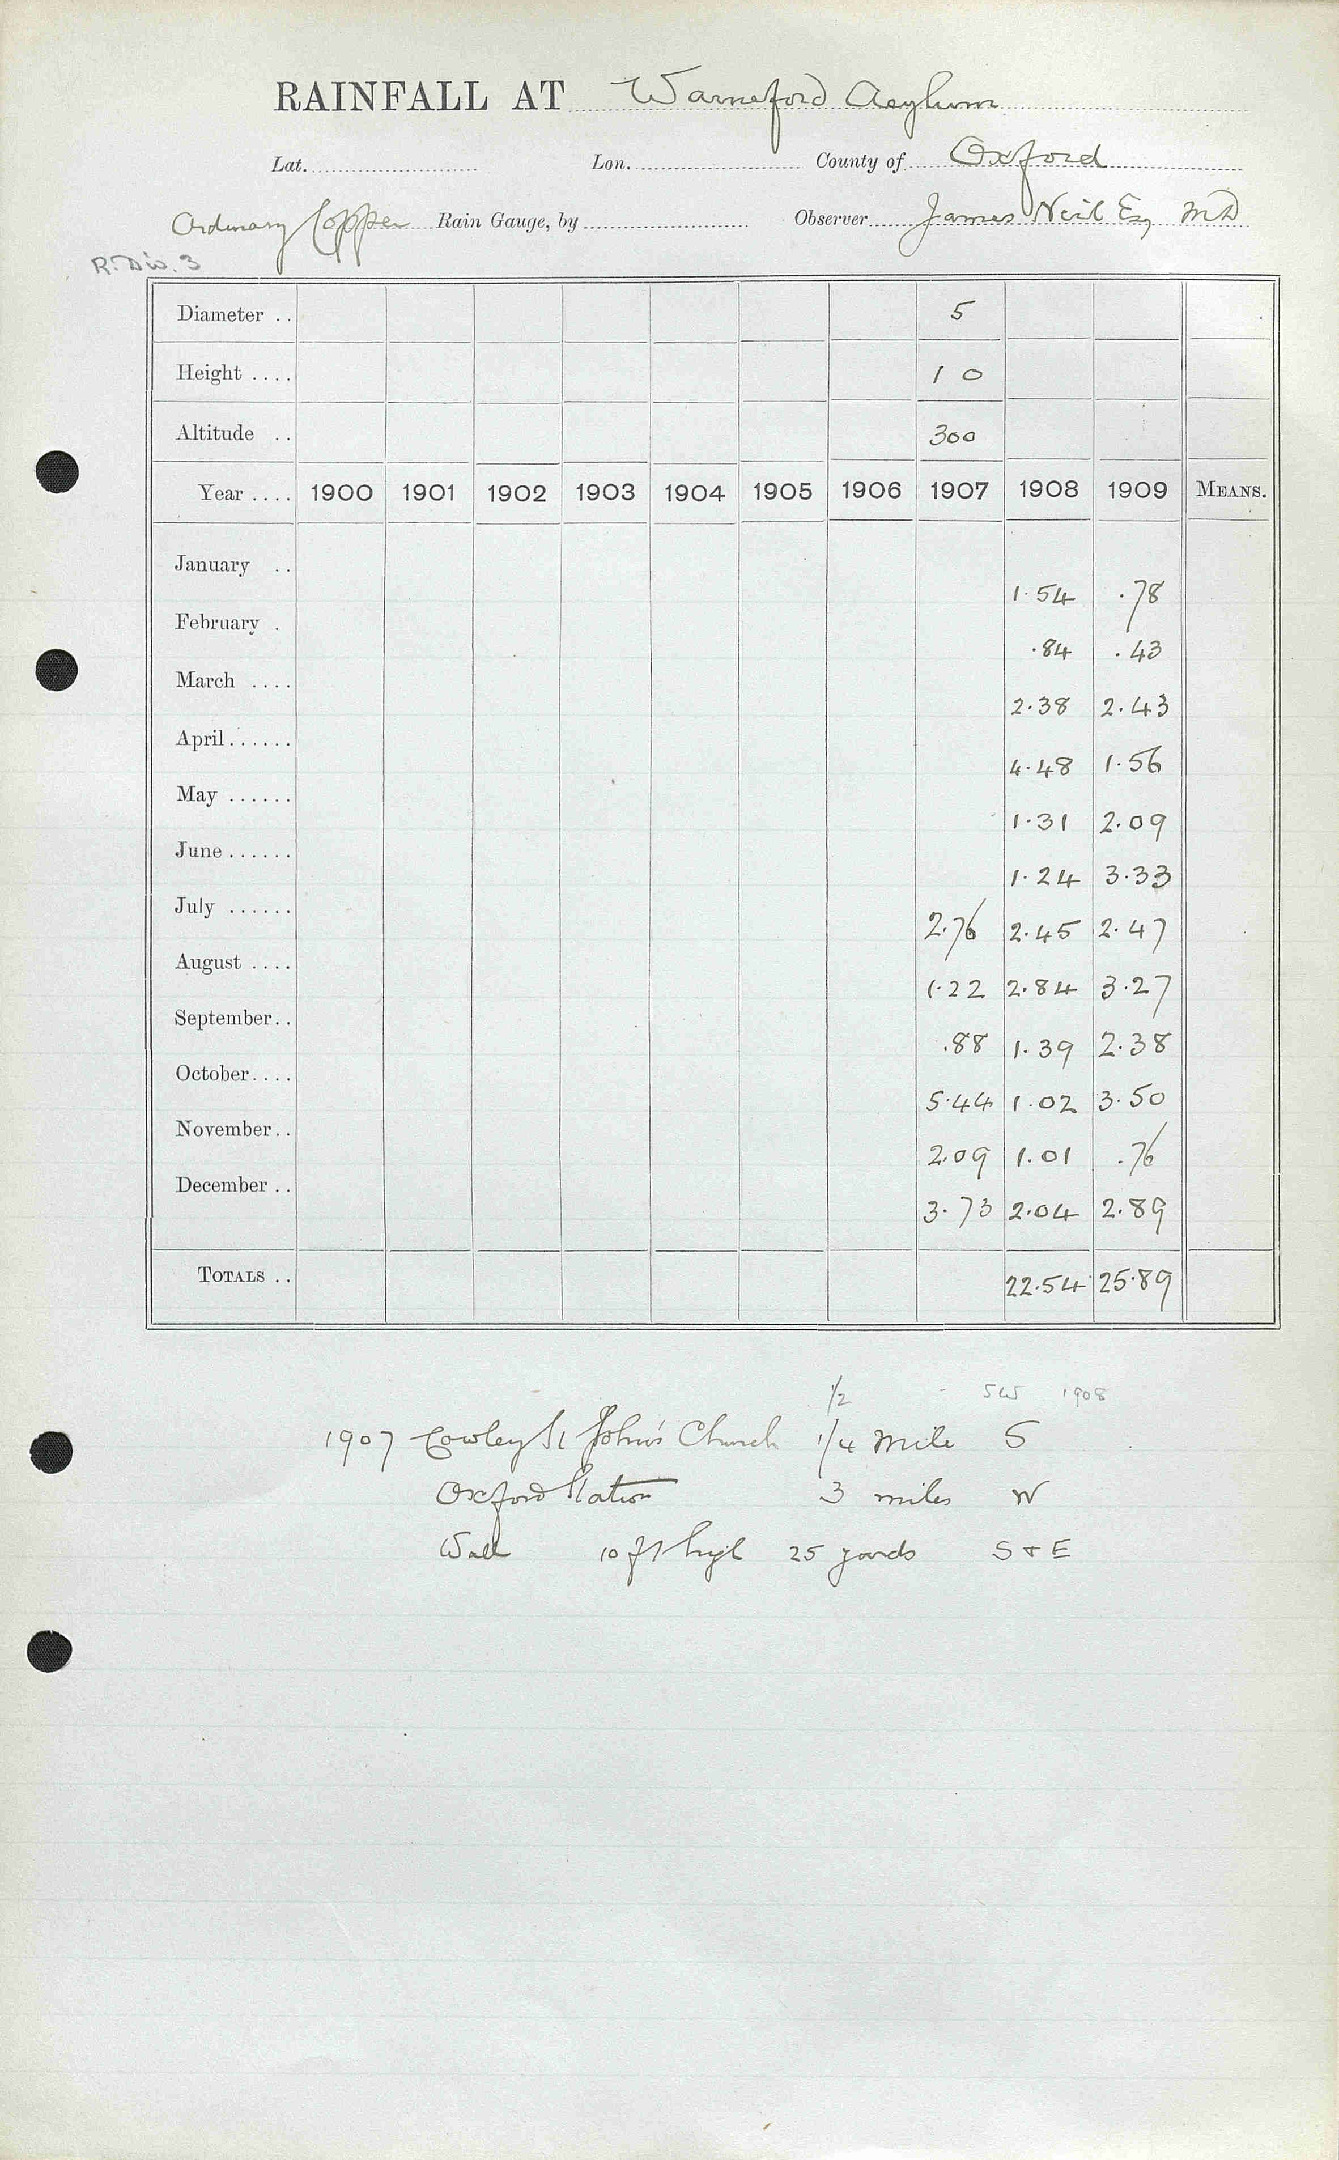 RAINFALL AT Warneford Asylum
Lat. Lon. County of Oxford
Ordinary Copper Rain Gauge, by Observer James Neil Esq MD
R. Div. 3
Diameter .. 5
Height .... 1 0
Altitude .. 300
Year .... 1900 1901 1902 1903 1904 1905 1906 1907 1908 1909 MEANS.
January .. 1.54 .78
February . .84 .43
March .... 2.38 2.43
April ...... 4.48 1.56
May ...... 1.31 2.09
June ...... 1.24 3.33
July ...... 2.76 2.45 2.47
August .... 1.22 2.84 3.27
September .. .88 1.39 2.38
October .... 5.44 1.02 3.50
November .. 2.09 1.01 .76
December .. 3.73 2.04 2.89
TOTALS .. 22.54 25.89
1/2 SW 1908
1907 Cowley St John's Church 1/4 Mile S
Oxford Station 3 miles W
Wall 10 ft high 25 yards S + E